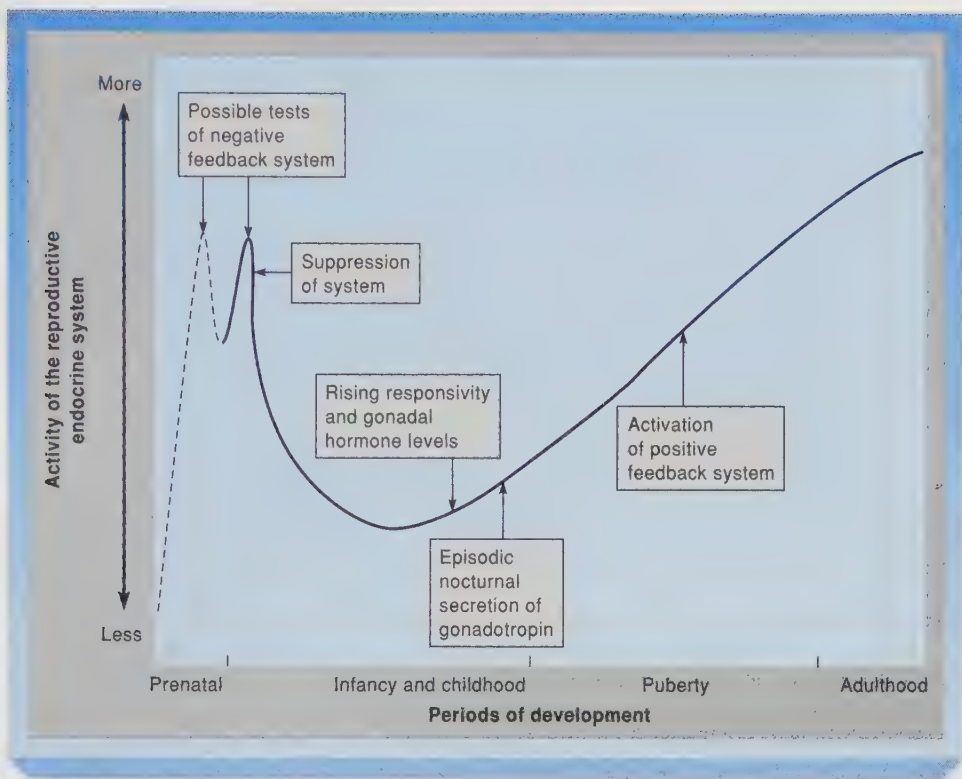 More
Possible tests
of negative
feedback system
Suppression
of system
Rising responsivity
and gonadal
hormone levels
Activation
of positive
feedback system
Episodic
nocturnal
secretion of
gonadotropin
Less
Activity of the reproductive
endocrine system
Prenatal
Infancy and childhood
Puberty
Adulthood
Periods of development